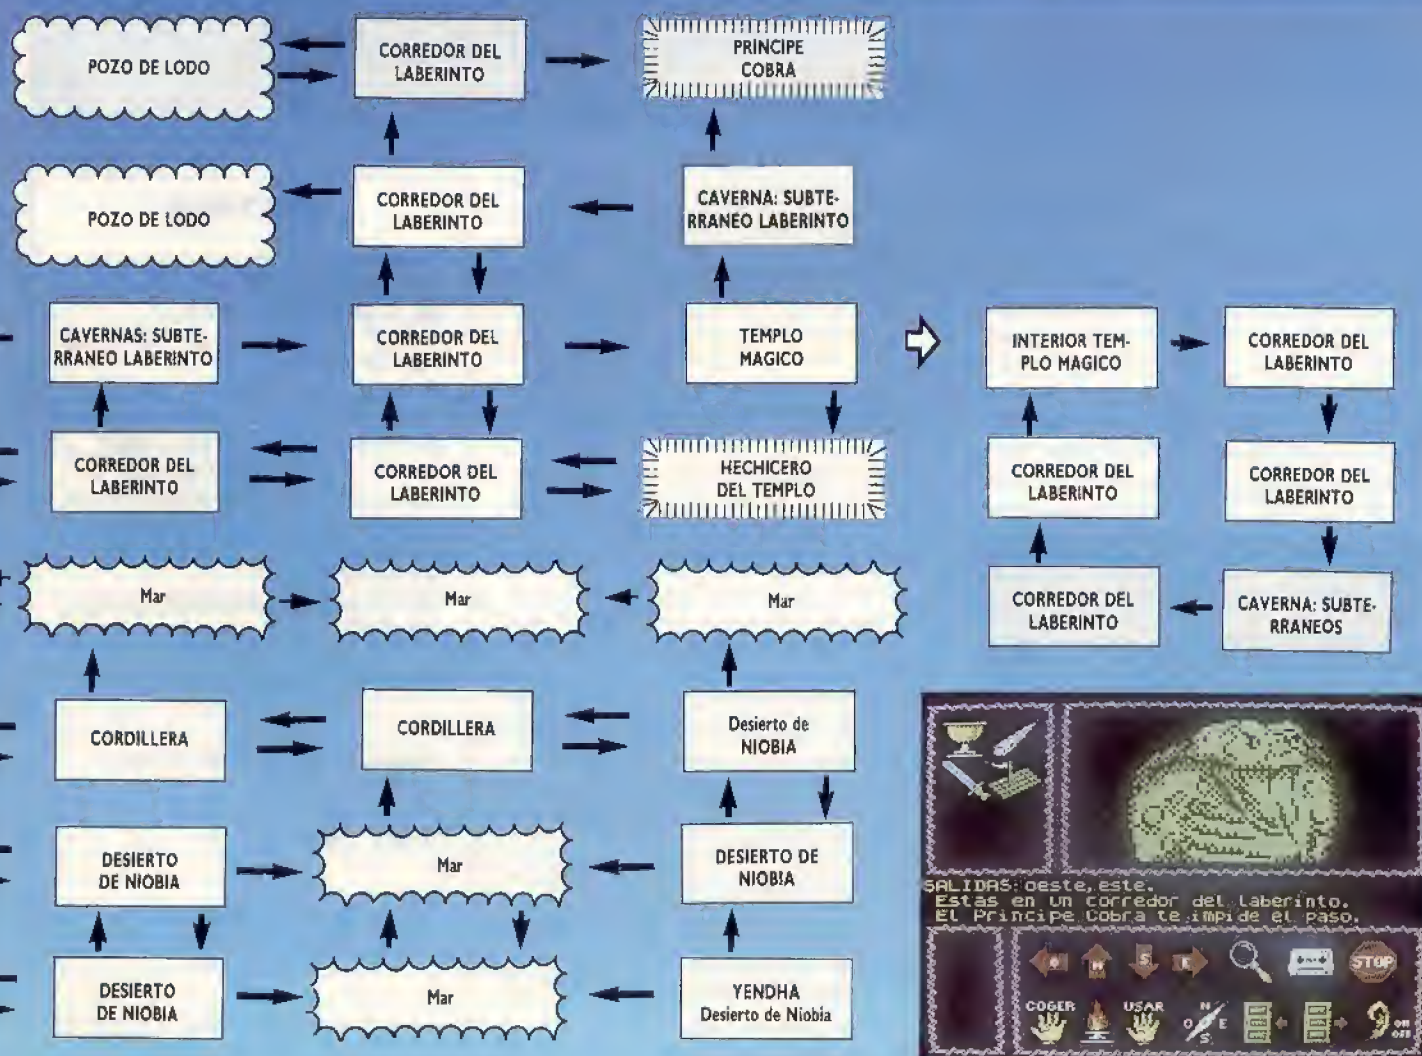 POZO DE LODO
CORREDOR DEL
LABERINTO
PRINCIPE
COBRA
POZO DE LODO
CORREDOR DEL
LABERINTO
CAVERNA: SUBTE-
RRANEO LABERINTO
CAVERNAS: SUBTE-
RRANEO LABERINTO
CORREDOR DEL
LABERINTO
TEMPLO
MAGICO
INTERIOR TEM-
PLO MAGICO
CORREDOR DEL
LABERINTO
CORREDOR DEL
LABERINTO
CORREDOR DEL
LABERINTO
HECHICERO
DEL TEMPLO
CORREDOR DEL
LABERINTO
CORREDOR DEL
LABERINTO
Mar
Mar
Mar
CORREDOR DEL
LABERINTO
CAVERNA: SUBTE-
RRANEOS
CORDILLERA
CORDILLERA
Desierto de
NIOBIA
DESIERTO
DE NIOBIA
Mar
DESIERTO DE
NIOBIA
DESIERTO
DE NIOBIA
Mar
YENDHA
Desierto de Niobia
SALIDAS oeste, este.
Estas en un corredor del laberinto.
El Principe Cobra te impide el paso.
O N S E STOP
COGER USAR N O E S ON OFF